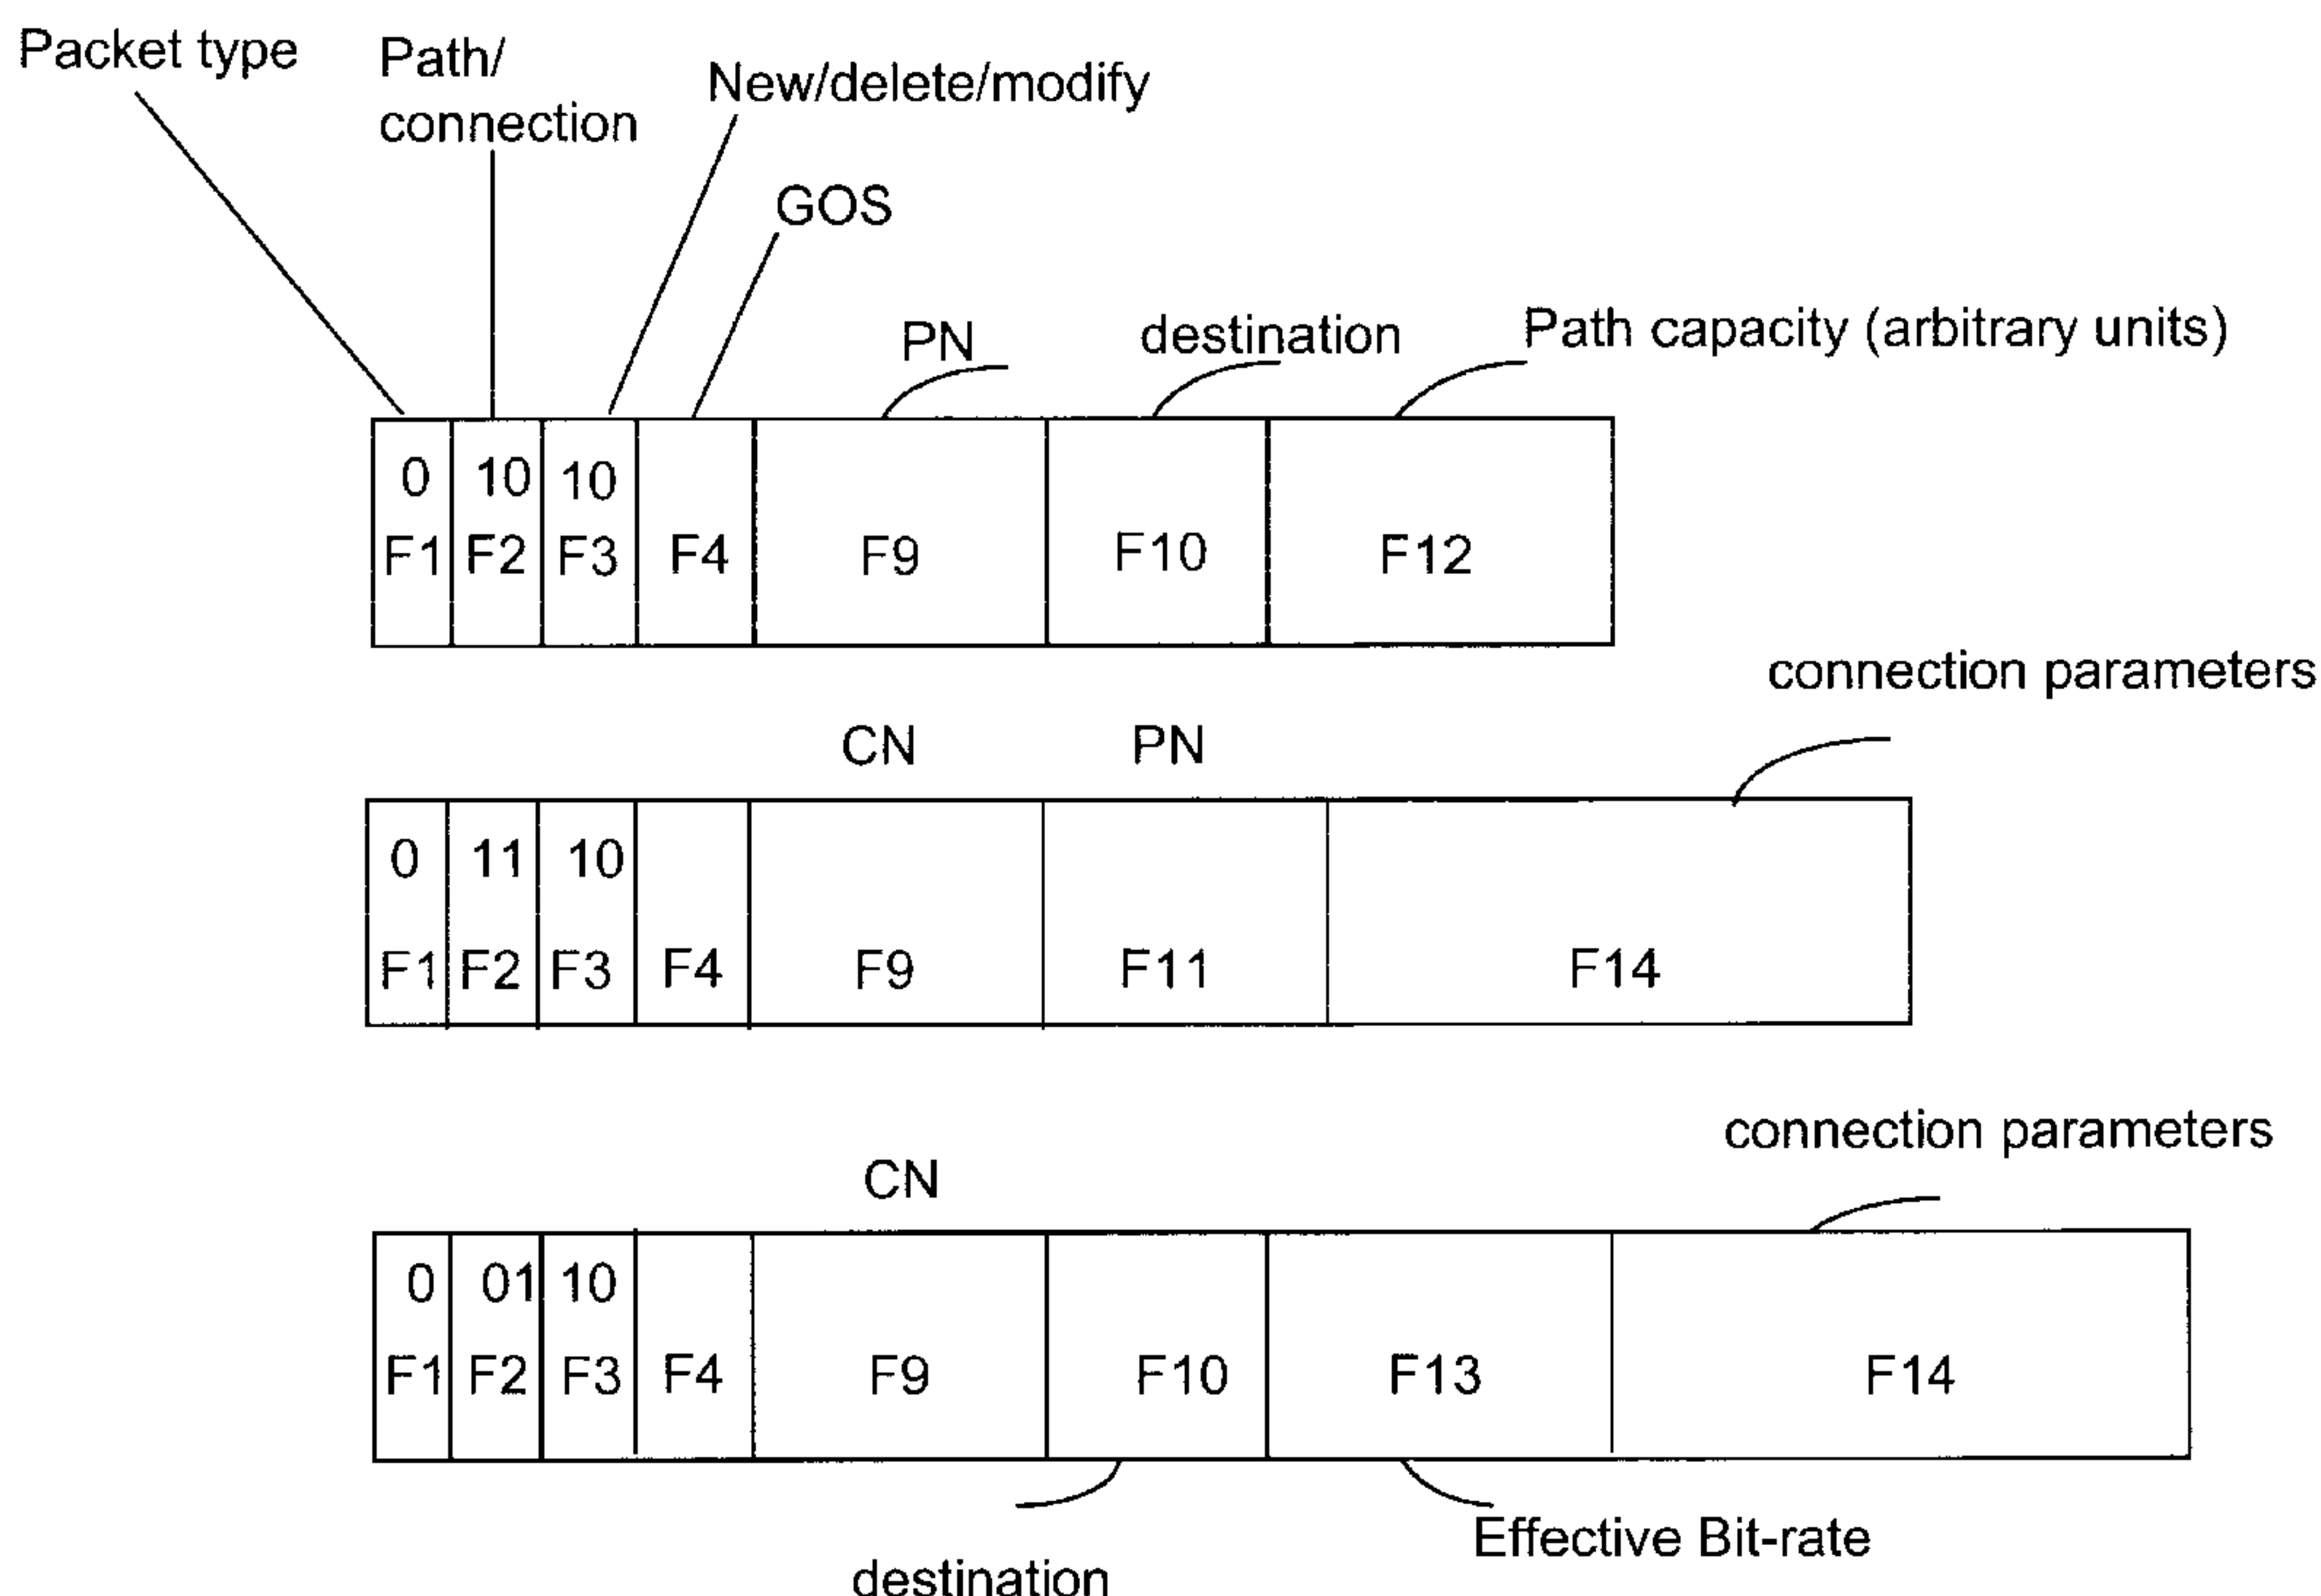 Packet type
Path/
connection
New/delete/modify
GOS
PN
destination
Path capacity (arbitrary units)
0 10 10
F1 F2 F3 F4 F9 F10 F12
connection parameters
CN PN
0 11 10
F1 F2 F3 F4 F9 F11 F14
connection parameters
CN
0 01 10
F1 F2 F3 F4 F9 F10 F13 F14
Effective Bit-rate
destination